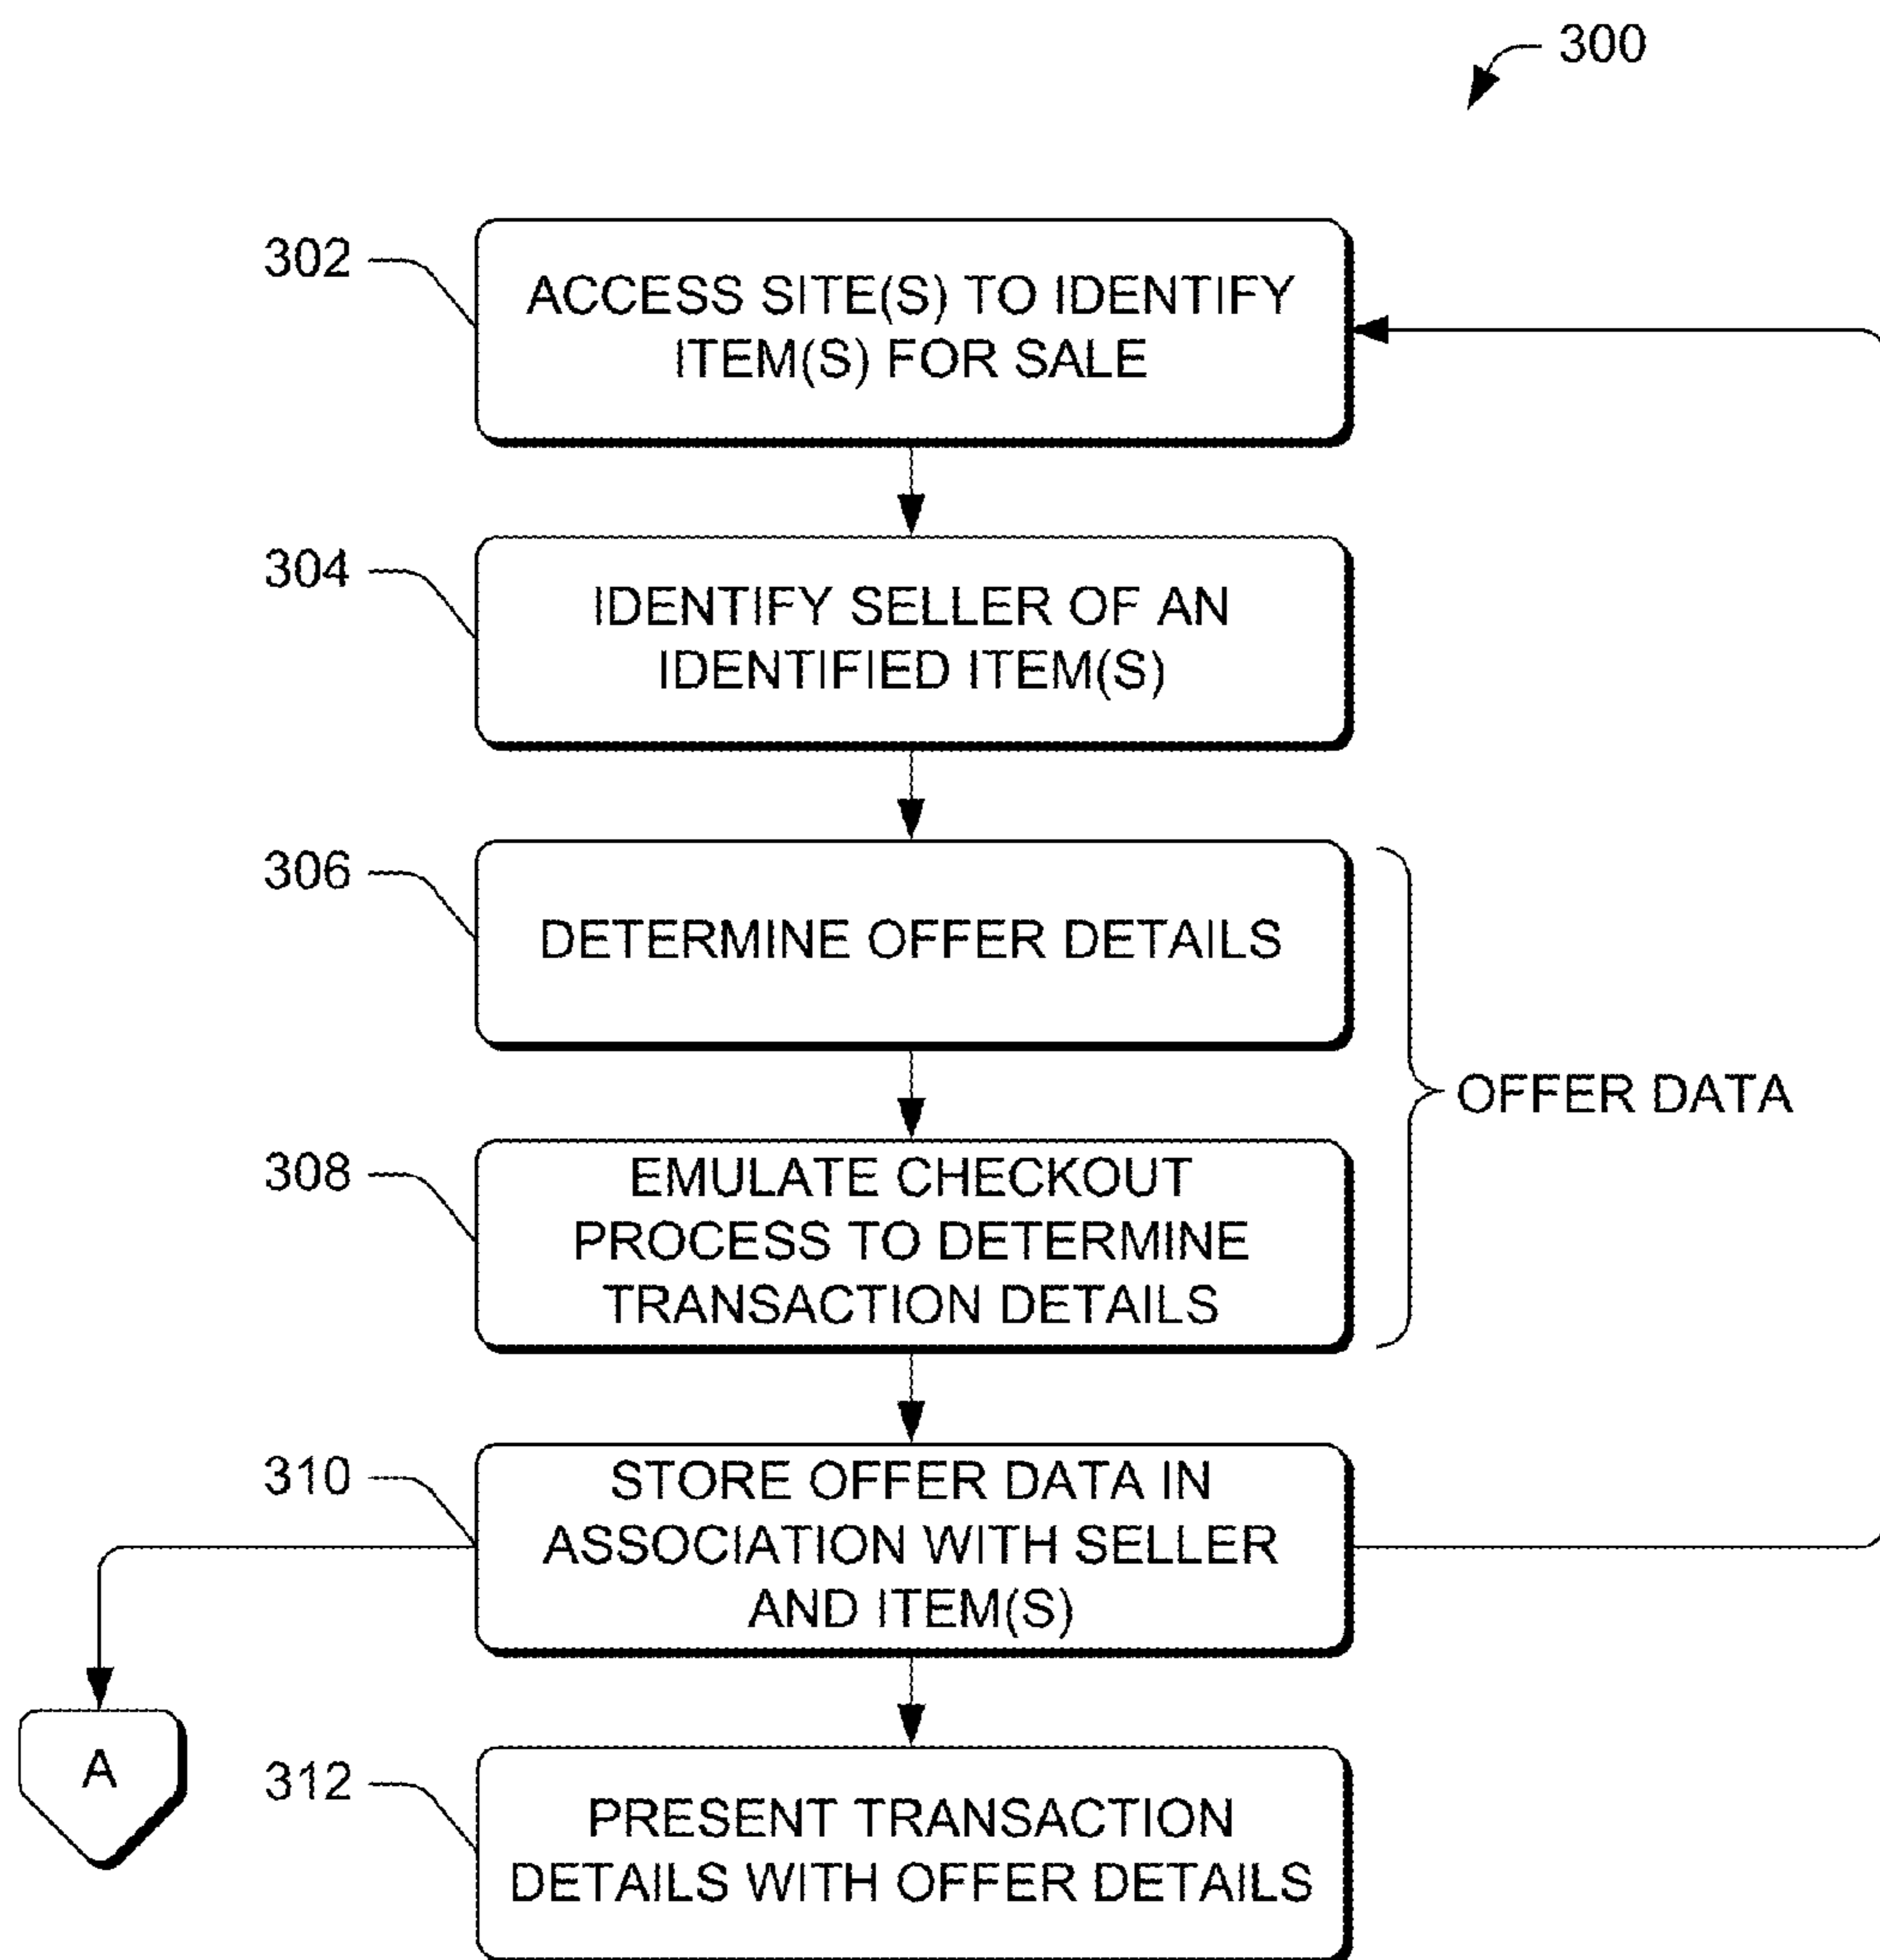 300
302
ACCESS SITE(S) TO IDENTIFY
ITEM(S) FOR SALE
304
IDENTIFY SELLER OF AN
IDENTIFIED ITEM(S)
306
DETERMINE OFFER DETAILS
OFFER DATA
308
EMULATE CHECKOUT
PROCESS TO DETERMINE
TRANSACTION DETAILS
310
STORE OFFER DATA IN
ASSOCIATION WITH SELLER
AND ITEM(S)
A
312
PRESENT TRANSACTION
DETAILS WITH OFFER DETAILS